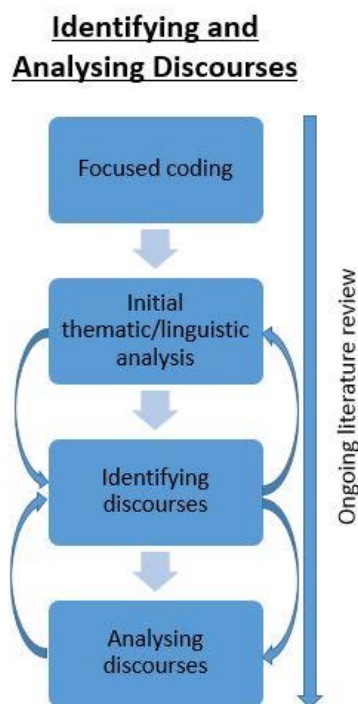 Identifying and
Analysing Discourses
Focused coding
Initial
thematic/linguistic
analysis
Identifying
discourses
Analysing
discourses
Ongoing literature review